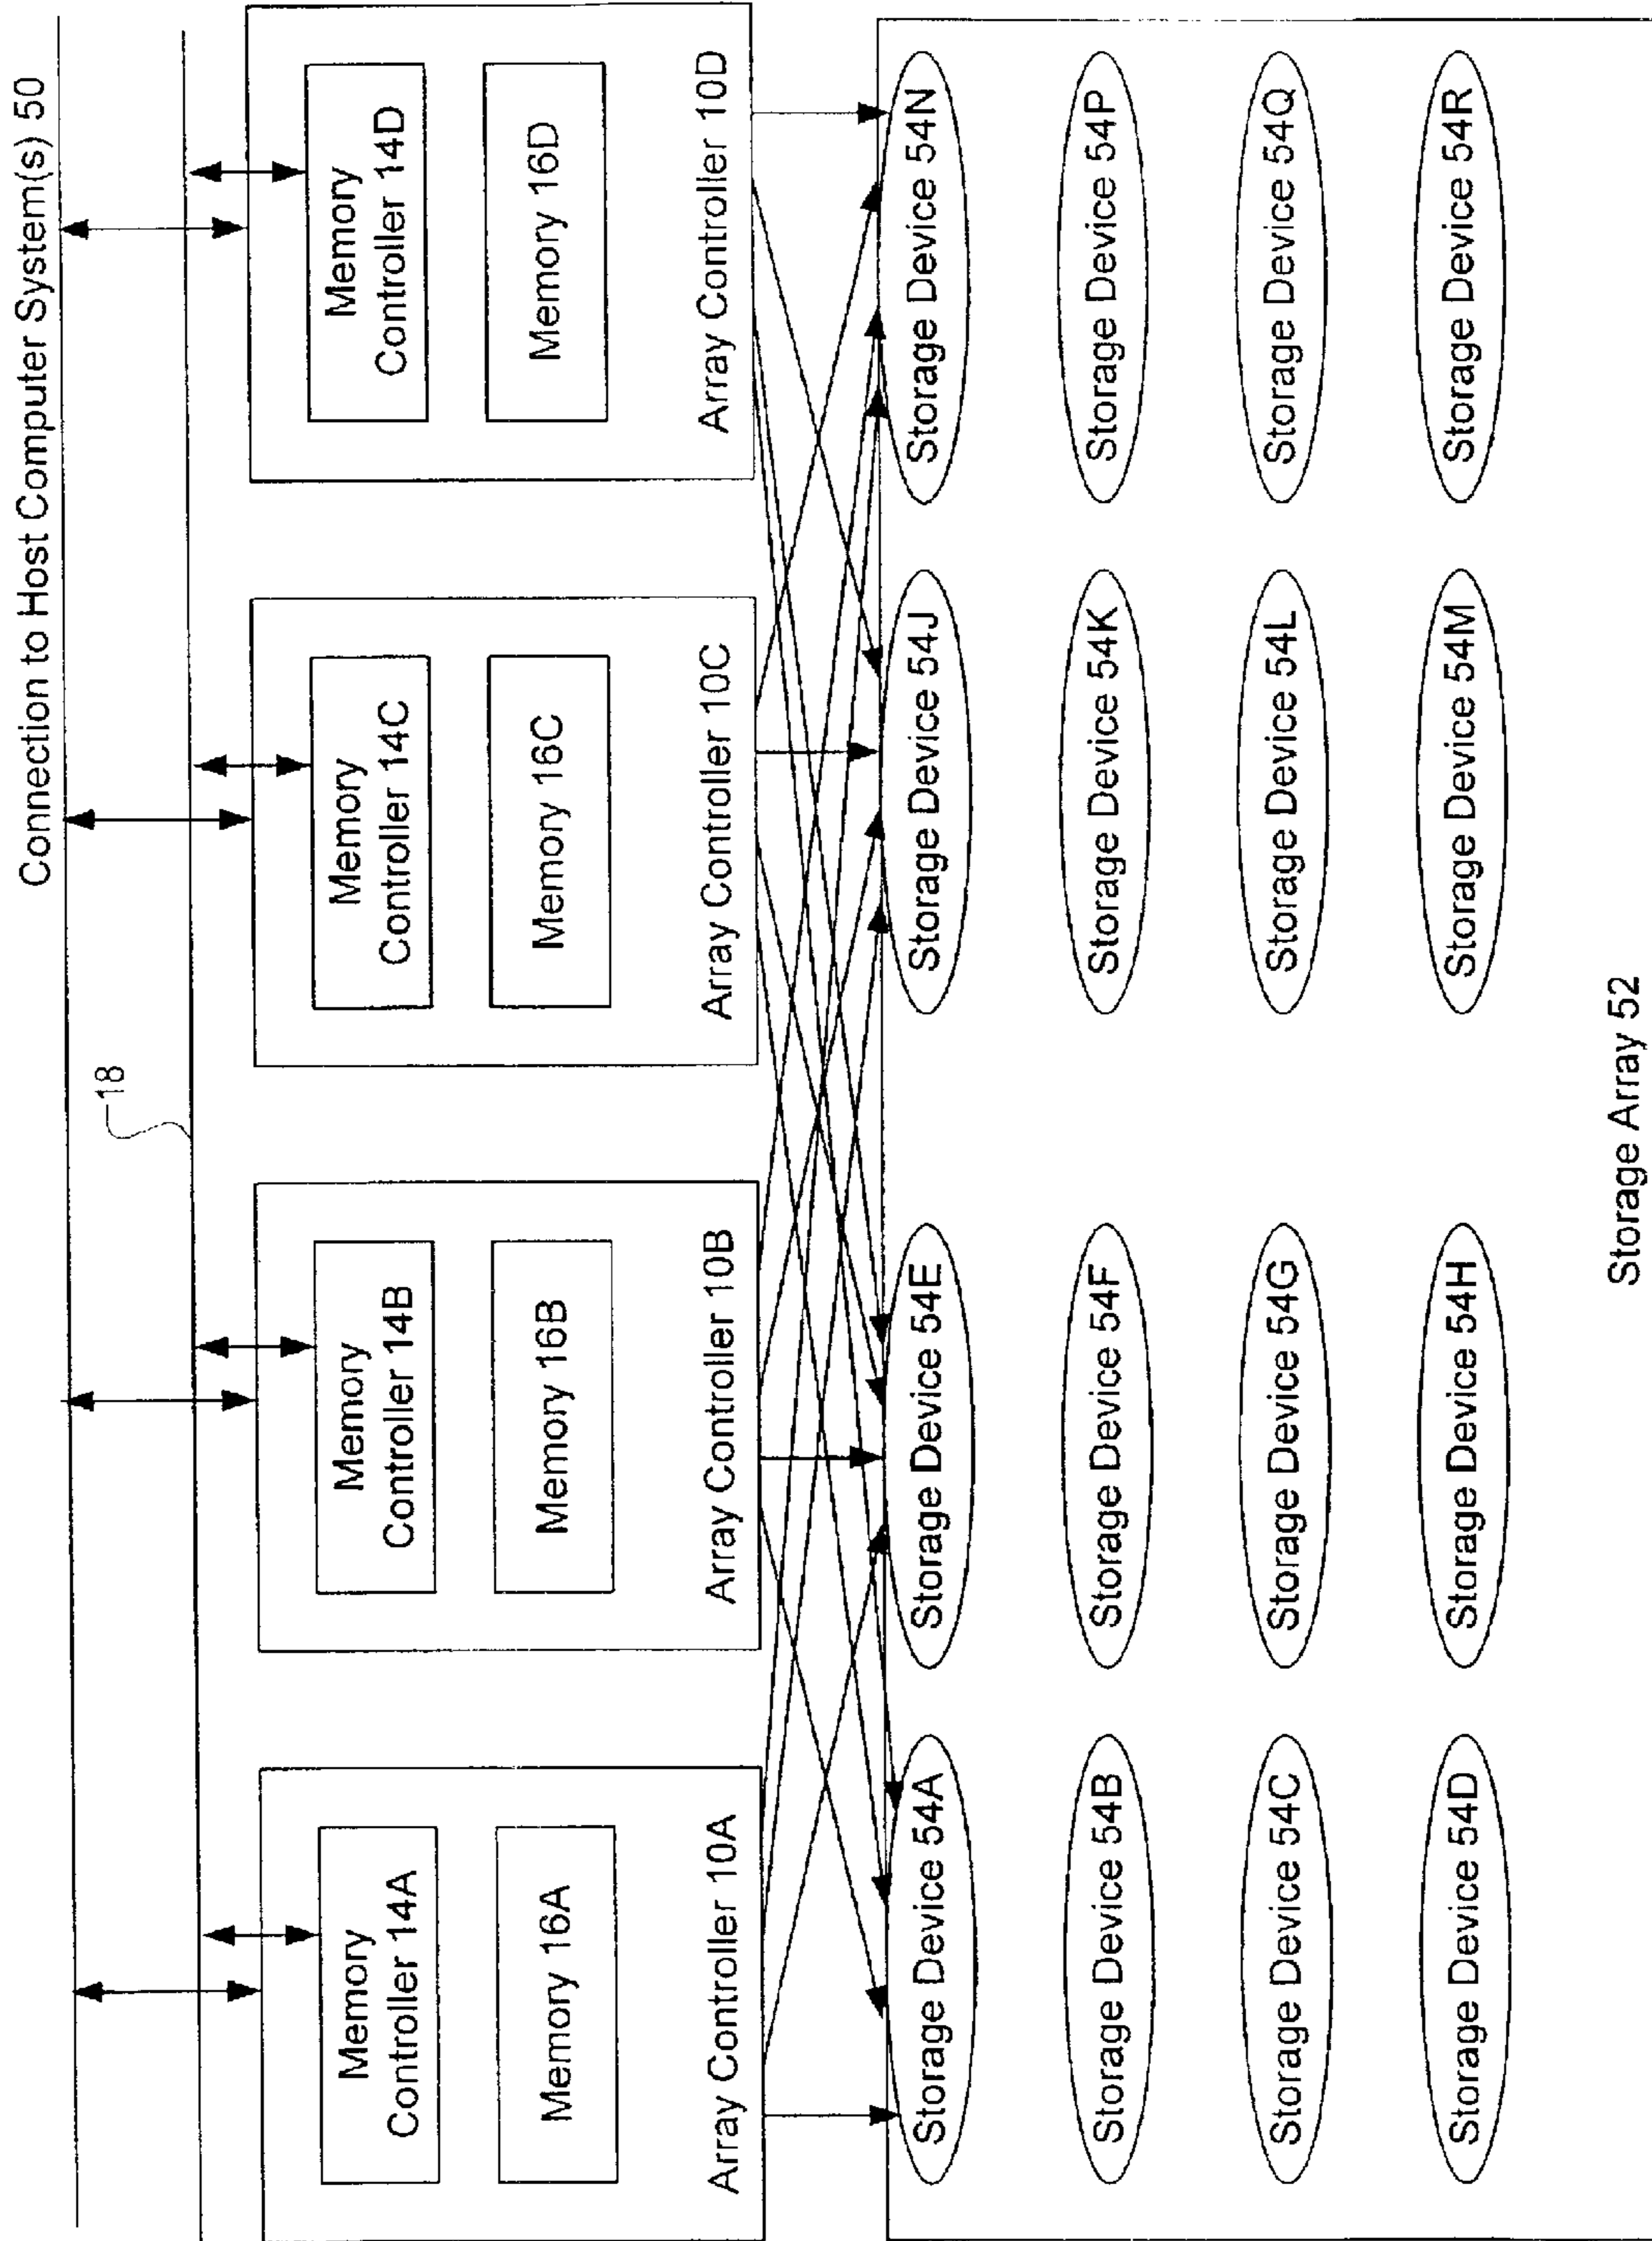 Connection to Host Computer System(s) 50
18
Memory
Controller 14A
Memory 16A
Array Controller 10A
Memory
Controller 14B
Memory 16B
Array Controller 10B
Memory
Controller 14C
Memory 16C
Array Controller 10C
Memory
Controller 14D
Memory 16D
Array Controller 10D
Storage Device 54A
Storage Device 54E
Storage Device 54J
Storage Device 54N
Storage Device 54B
Storage Device 54F
Storage Device 54K
Storage Device 54P
Storage Device 54C
Storage Device 54G
Storage Device 54L
Storage Device 54Q
Storage Device 54D
Storage Device 54H
Storage Device 54M
Storage Device 54R
Storage Array 52